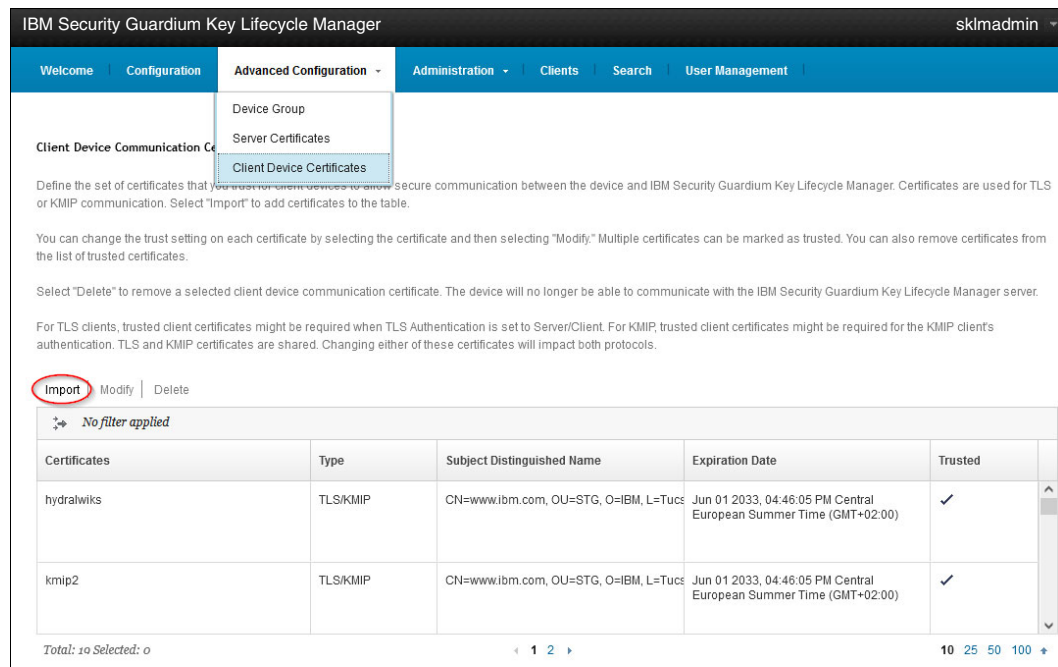 IBM Security Guardium Key Lifecycle Manager
sklmadmin
Welcome Configuration Advanced Configuration Administration Clients Search User Management
Device Group
Server Certificates
Client Device Certificates
Client Device Communication Ce
Define the set of certificates that you trust for client devices to allow secure communication between the device and IBM Security Guardium Key Lifecycle Manager. Certificates are used for TLS
or KMIP communication. Select "Import" to add certificates to the table.
You can change the trust setting on each certificate by selecting the certificate and then selecting "Modify." Multiple certificates can be marked as trusted. You can also remove certificates from
the list of trusted certificates.
Select "Delete" to remove a selected client device communication certificate. The device will no longer be able to communicate with the IBM Security Guardium Key Lifecycle Manager server.
For TLS clients, trusted client certificates might be required when TLS Authentication is set to Server/Client. For KMIP, trusted client certificates might be required for the KMIP client's
authentication. TLS and KMIP certificates are shared. Changing either of these certificates will impact both protocols.
Import Modify Delete
No filter applied
Certificates Type Subject Distinguished Name Expiration Date Trusted
hydralwiks TLS/KMIP CN=www.ibm.com, OU=STG, O=IBM, L=Tucs Jun 01 2033, 04:46:05 PM Central
European Summer Time (GMT+02:00)
kmip2 TLS/KMIP CN=www.ibm.com, OU=STG, O=IBM, L=Tucs Jun 01 2033, 04:46:05 PM Central
European Summer Time (GMT+02:00)
Total: 19 Selected: 0 1 2 10 25 50 100